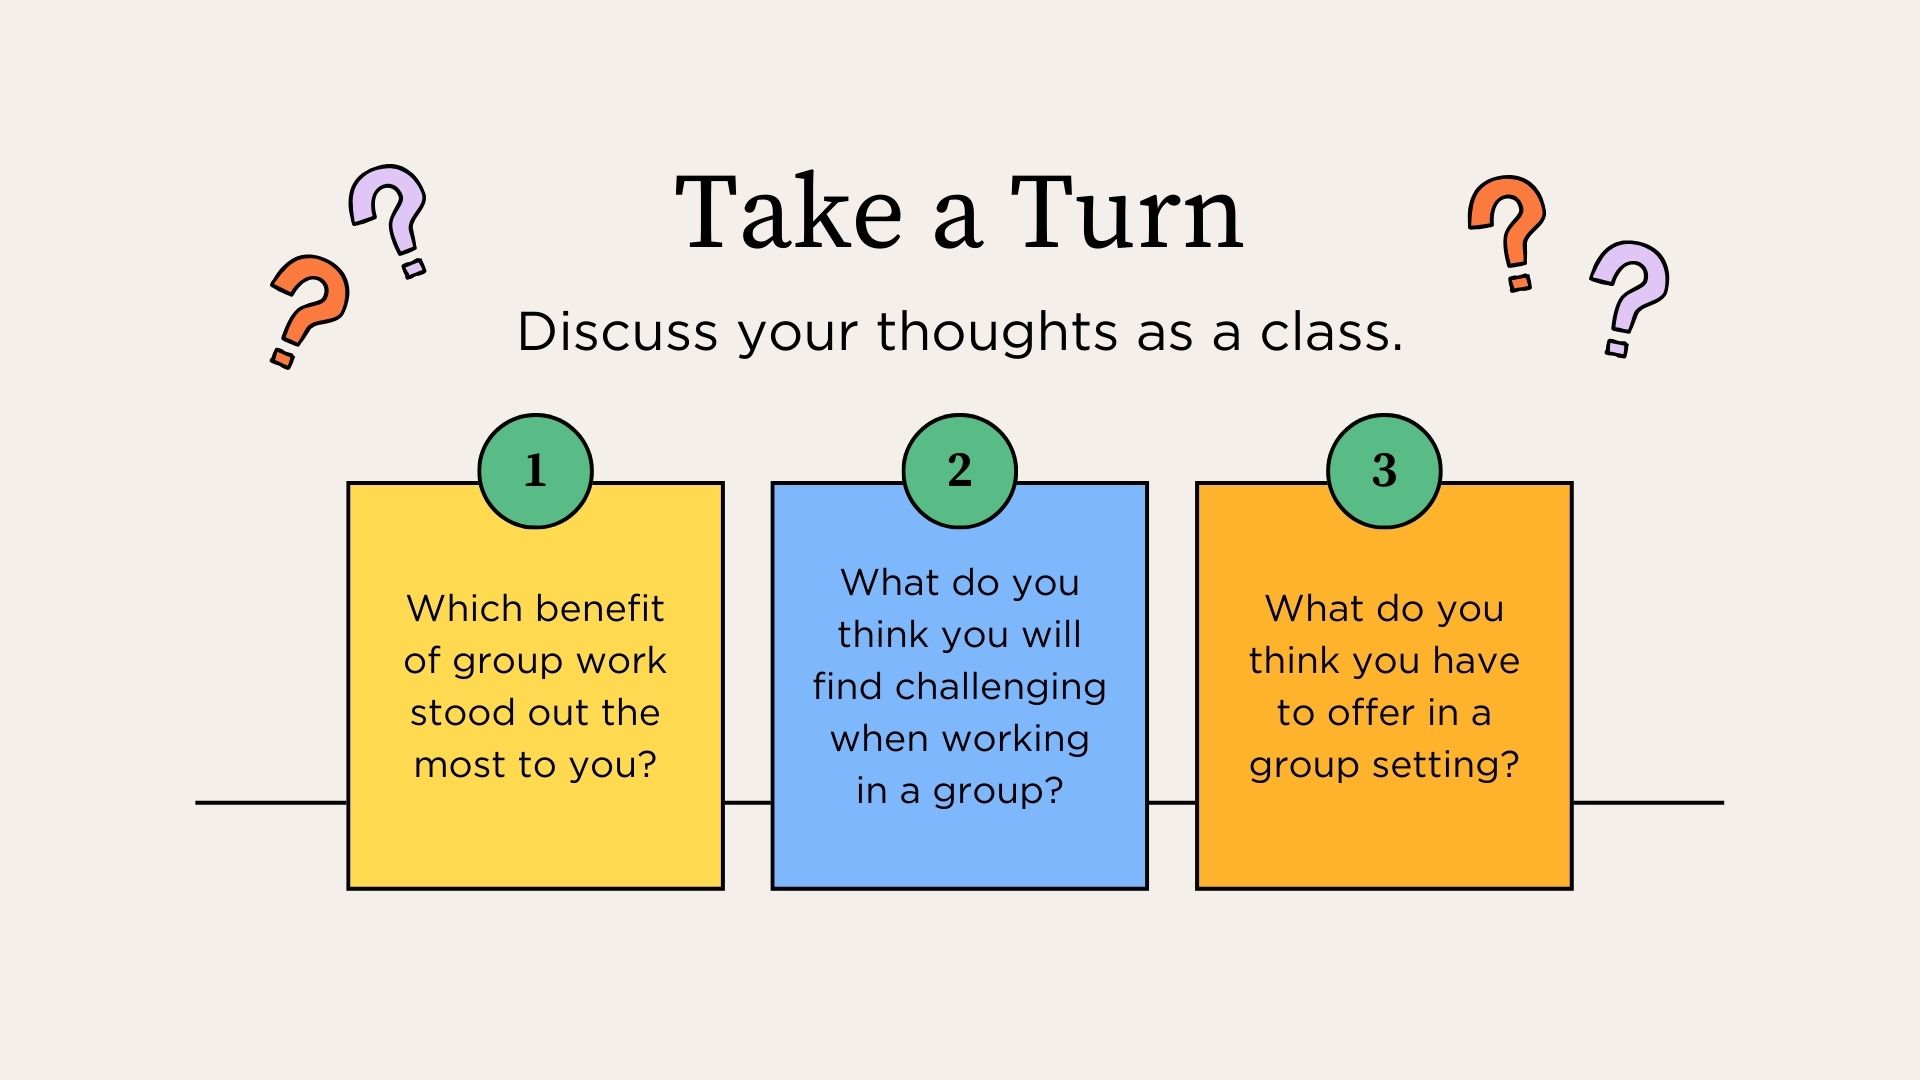 Take a Turn
Discuss your thoughts as a class.
1
Which benefit
of group work
stood out the
most to you?
2
What do you
think you will
find challenging
when working
in a group?
3
What do you
think you have
to offer in a
group setting?